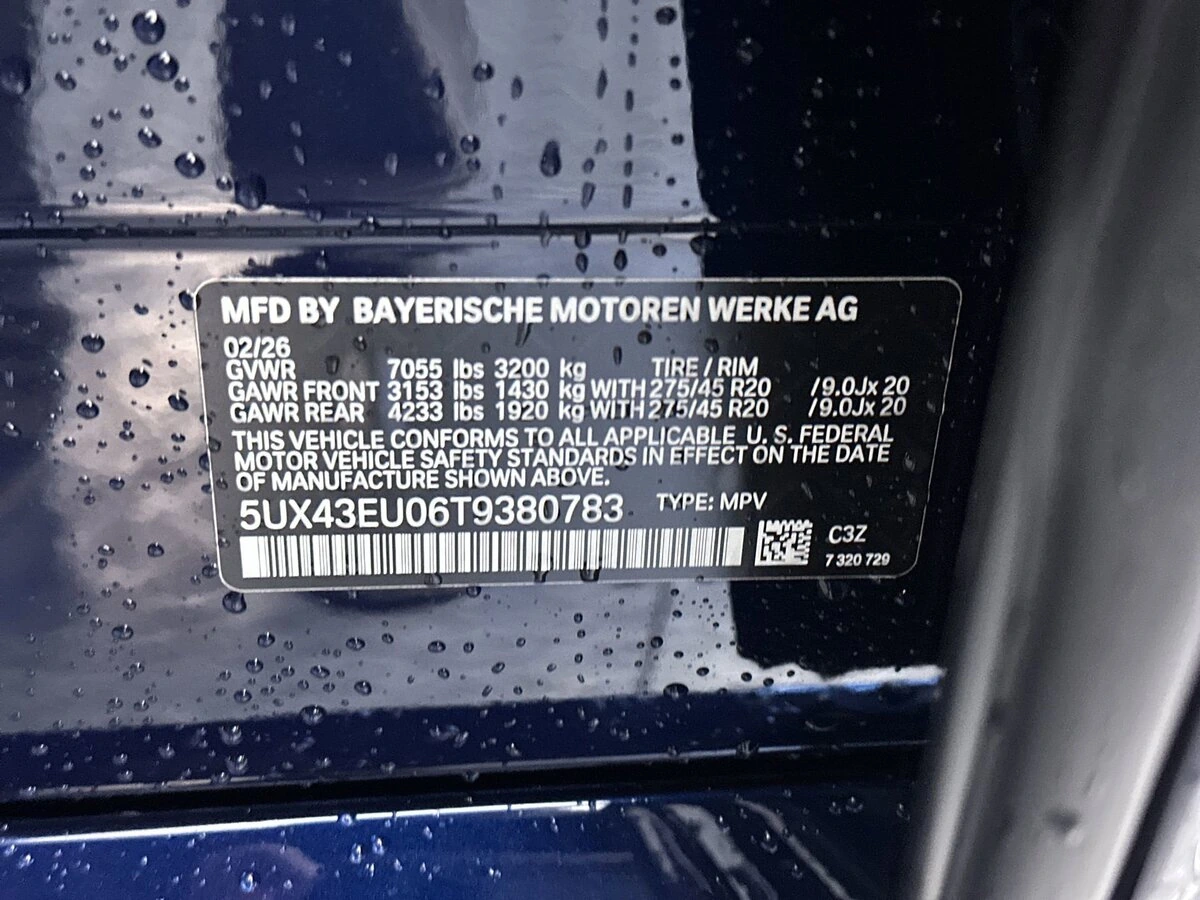 MFD BY BAYERISCHE MOTOREN WERKE AG
02/26
GVWR 7055 lbs 3200 kg TIRE / RIM
GAWR FRONT 3153 lbs 1430 kg WITH 275/45 R20 /9.0Jx 20
GAWR REAR 4233 lbs 1920 kg WITH 275/45 R20 /9.0Jx 20
THIS VEHICLE CONFORMS TO ALL APPLICABLE U. S. FEDERAL
MOTOR VEHICLE SAFETY STANDARDS IN EFFECT ON THE DATE
OF MANUFACTURE SHOWN ABOVE.
5UX43EU06T9380783 TYPE: MPV
C3Z
7 320 729